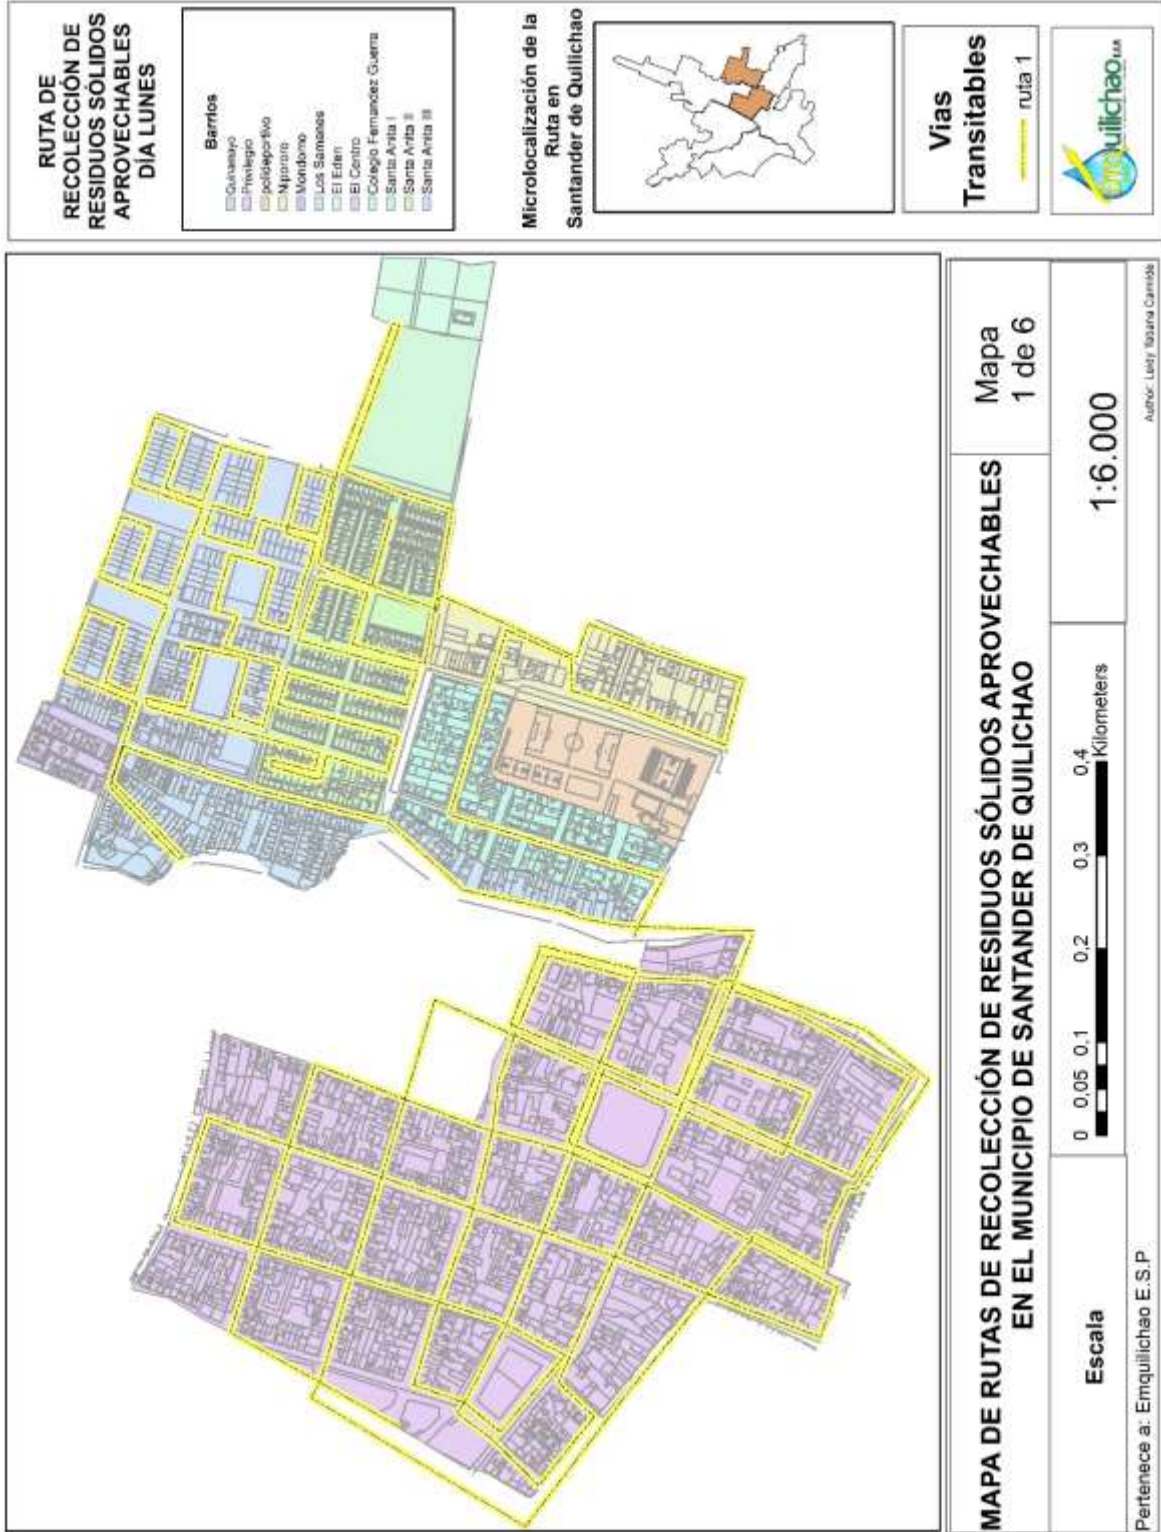 RUTA DE
RECOLECCIÓN DE
RESIDUOS SÓLIDOS
APROVECHABLES
DÍA LUNES
Barrios
Quinamayo
Privilegio
polideportivo
Nipororo
Mondomo
Los Samanes
El Eden
El Centro
Colegio Fernandez Guerra
Santa Anita I
Santa Anita II
Santa Anita III
Microlocalización de la
Ruta en
Santander de Quilichao
Vias
Transitables
ruta 1
MAPA DE RUTAS DE RECOLECCIÓN DE RESIDUOS SÓLIDOS APROVECHABLES
EN EL MUNICIPIO DE SANTANDER DE QUILICHAO
Mapa
1 de 6
Escala
0 0,05 0,1 0,2 0,3 0,4
Kilometers
1:6.000
Pertenece a: Emquilichao E.S.P
Author: Leidy Yasana